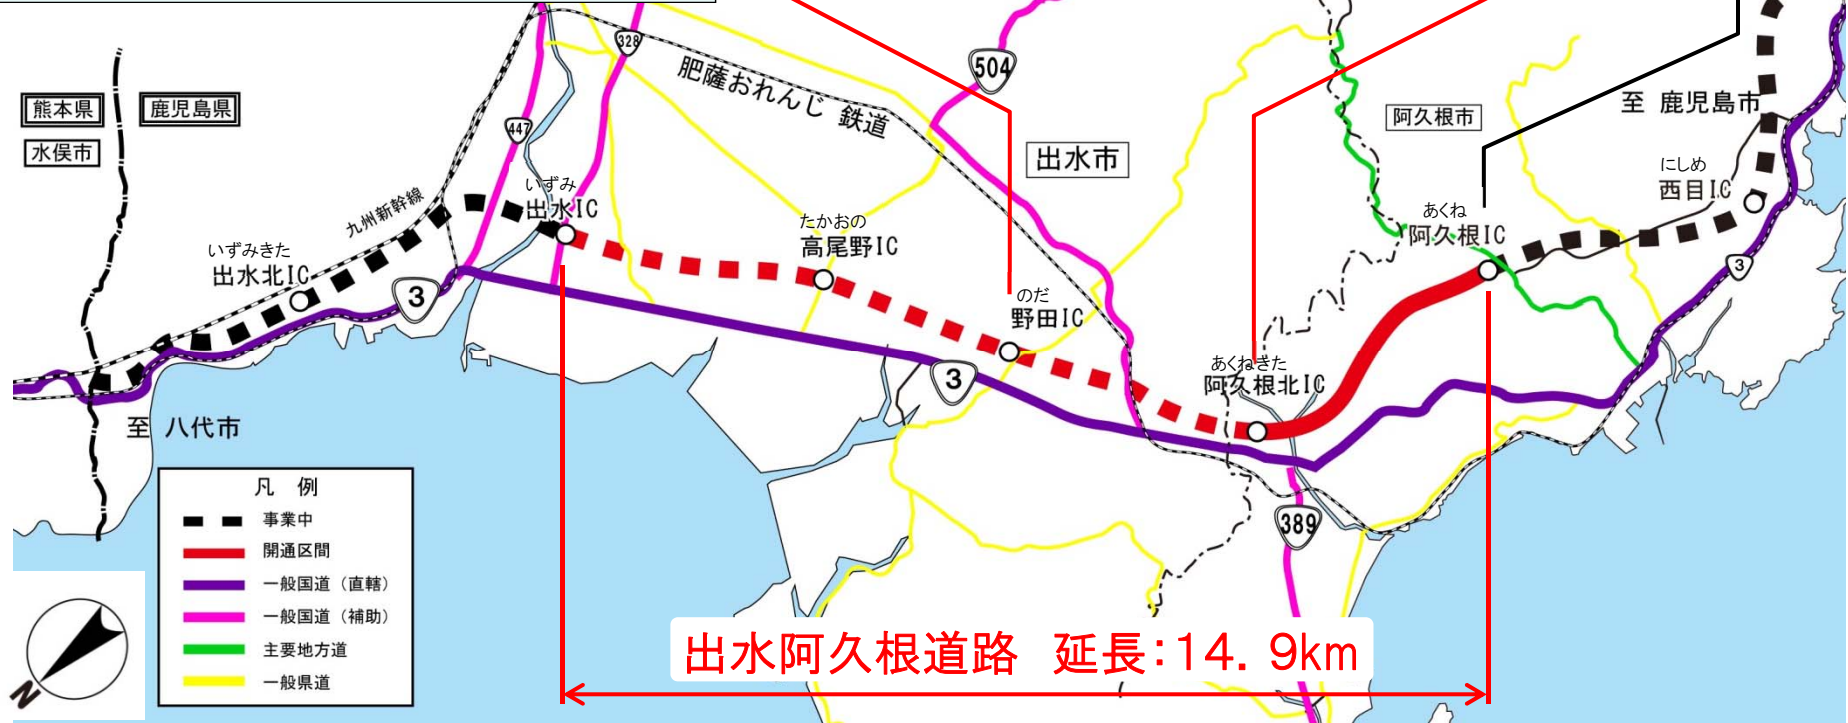 328
504
肥薩おれんじ 鉄道
熊本県
鹿児島県
水俣市
447
出水市
阿久根市
至 鹿児島市
にしめ
西目IC
いずみ
出水IC
九州新幹線
たかおの
高尾野IC
あくね
阿久根IC
いずみきた
出水北IC
3
3
のだ
野田IC
3
あくねきた
阿久根北IC
至 八代市
凡 例
事業中
開通区間
一般国道（直轄）
一般国道（補助）
主要地方道
一般県道
389
N
出水阿久根道路 延長：14．9km